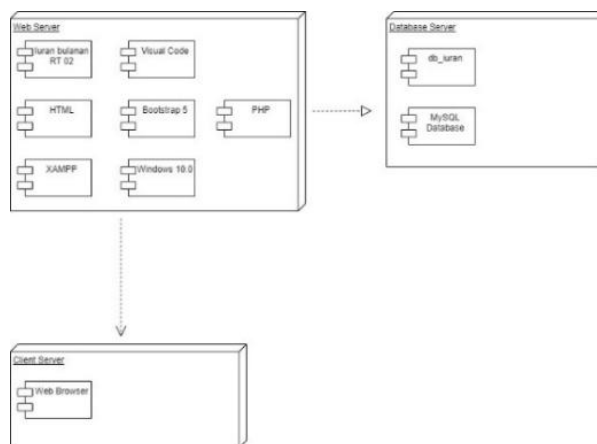 Web Server
Iuran bulanan
RT 02
Visual Code
HTML
Bootstrap 5
PHP
XAMPP
Windows 10.0
Database Server
db_iuran
MySQL
Database
Client Server
Web Browser